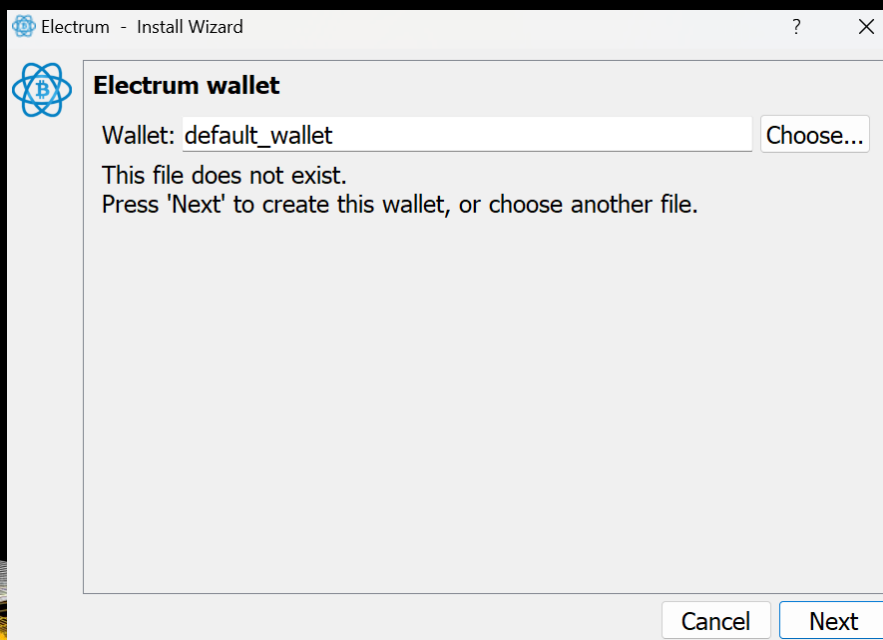 Electrum - Install Wizard
?
Electrum wallet
Wallet: default_wallet Choose...
This file does not exist.
Press 'Next' to create this wallet, or choose another file.
Cancel Next